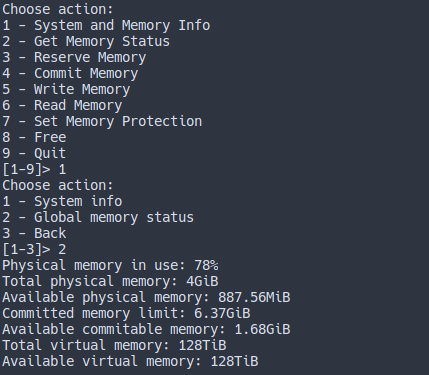 Choose action:
1 - System and Memory Info
2 - Get Memory Status
3 - Reserve Memory
4 - Commit Memory
5 - Write Memory
6 - Read Memory
7 - Set Memory Protection
8 - Free
9 - Quit
[1-9]> 1
Choose action:
1 - System info
2 - Global memory status
3 - Back
[1-3]> 2
Physical memory in use: 78%
Total physical memory: 4GiB
Available physical memory: 887.56MiB
Committed memory limit: 6.37GiB
Available commitable memory: 1.68GiB
Total virtual memory: 128TiB
Available virtual memory: 128TiB